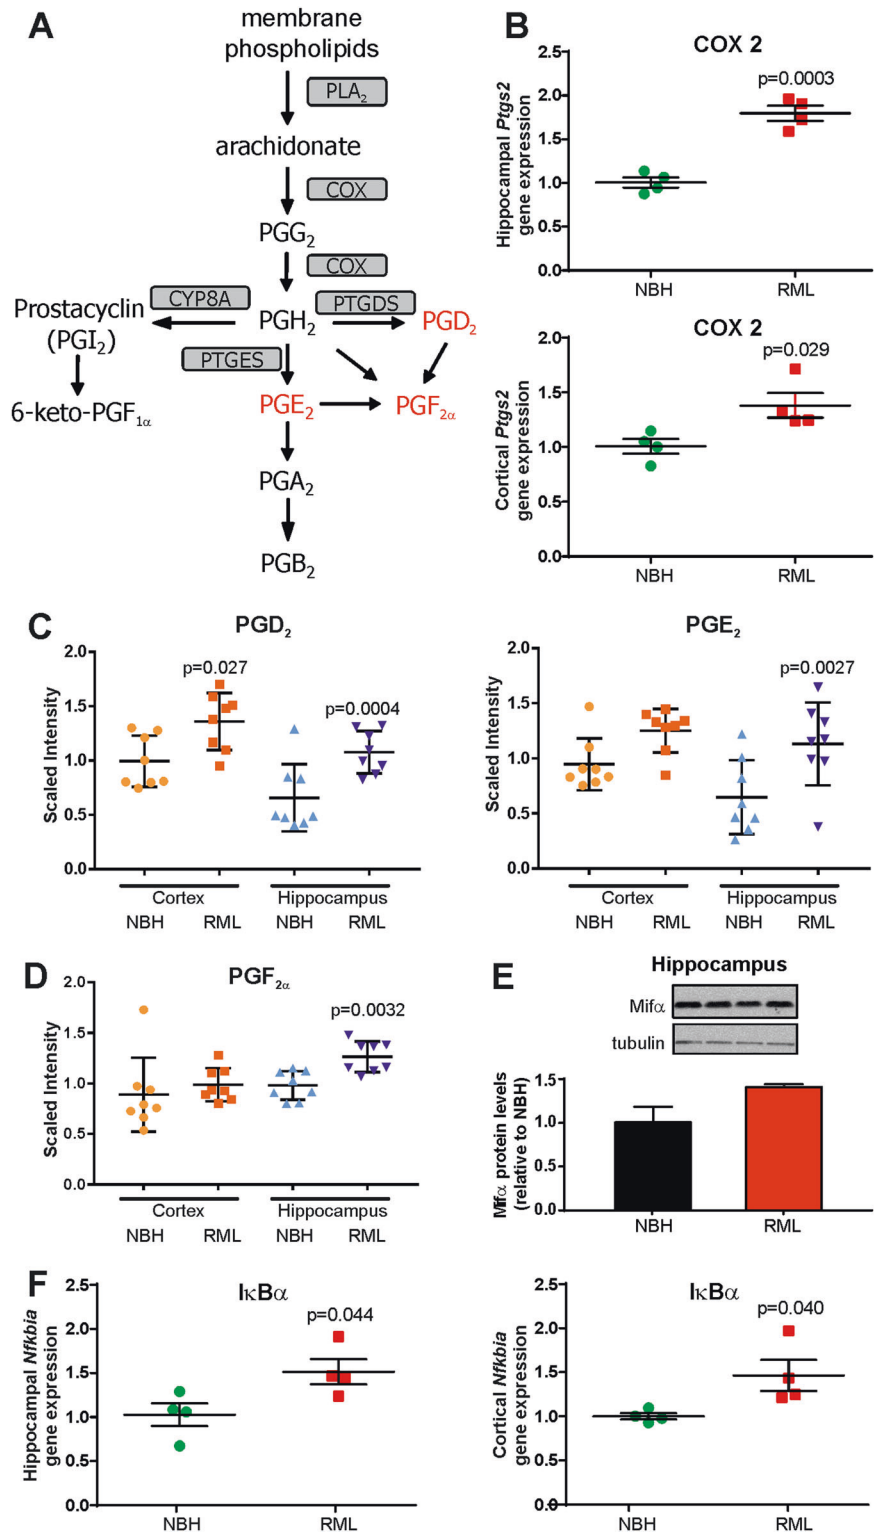 A
membrane
phospholipids
PLA₂
arachidonate
COX
PGG₂
COX
CYP8A
PTGDS
Prostacyclin
(PGI₂)
PGH₂
PGD₂
PTGES
6-keto-PGF₁α
PGE₂
PGF₂α
PGA₂
PGB₂
B
COX 2
p=0.0003
Hippocampal Ptgs2
gene expression
2.5
2.0
1.5
1.0
0.5
0.0
NBH RML
COX 2
p=0.029
Cortical Ptgs2
gene expression
2.0
1.5
1.0
0.5
0.0
NBH RML
C
PGD₂
p=0.027
p=0.0004
Scaled Intensity
2.0
1.5
1.0
0.5
0.0
Cortex Hippocampus
NBH RML NBH RML
PGE₂
p=0.0027
Scaled Intensity
2.0
1.5
1.0
0.5
0.0
Cortex Hippocampus
NBH RML NBH RML
D
PGF₂α
p=0.0032
Scaled Intensity
2.0
1.5
1.0
0.5
0.0
Cortex Hippocampus
NBH RML NBH RML
E
Hippocampus
Mifα
tubulin
Mifα protein levels
(relative to NBH)
1.5
1.0
0.5
0.0
NBH RML
F
IκBα
p=0.044
Hippocampal Nfkbia
gene expression
2.5
2.0
1.5
1.0
0.5
0.0
NBH RML
IκBα
p=0.040
Cortical Nfkbia
gene expression
2.5
2.0
1.5
1.0
0.5
0.0
NBH RML